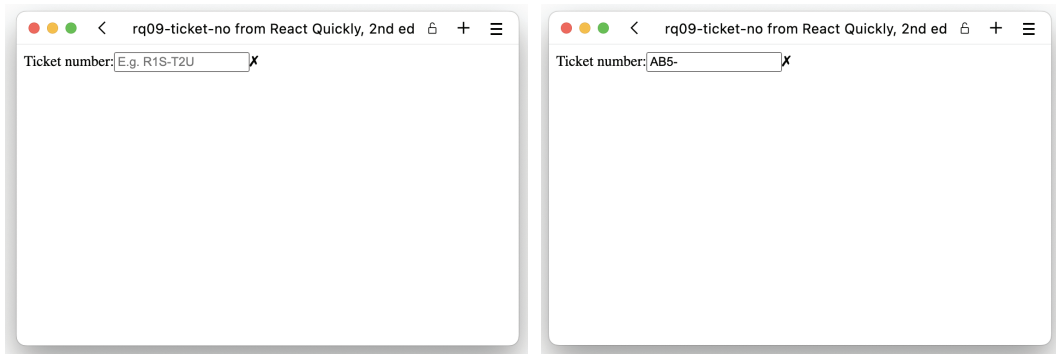 rq09-ticket-no from React Quickly, 2nd ed
Ticket number: E.g. R1S-T2U ✗
rq09-ticket-no from React Quickly, 2nd ed
Ticket number: AB5- ✗